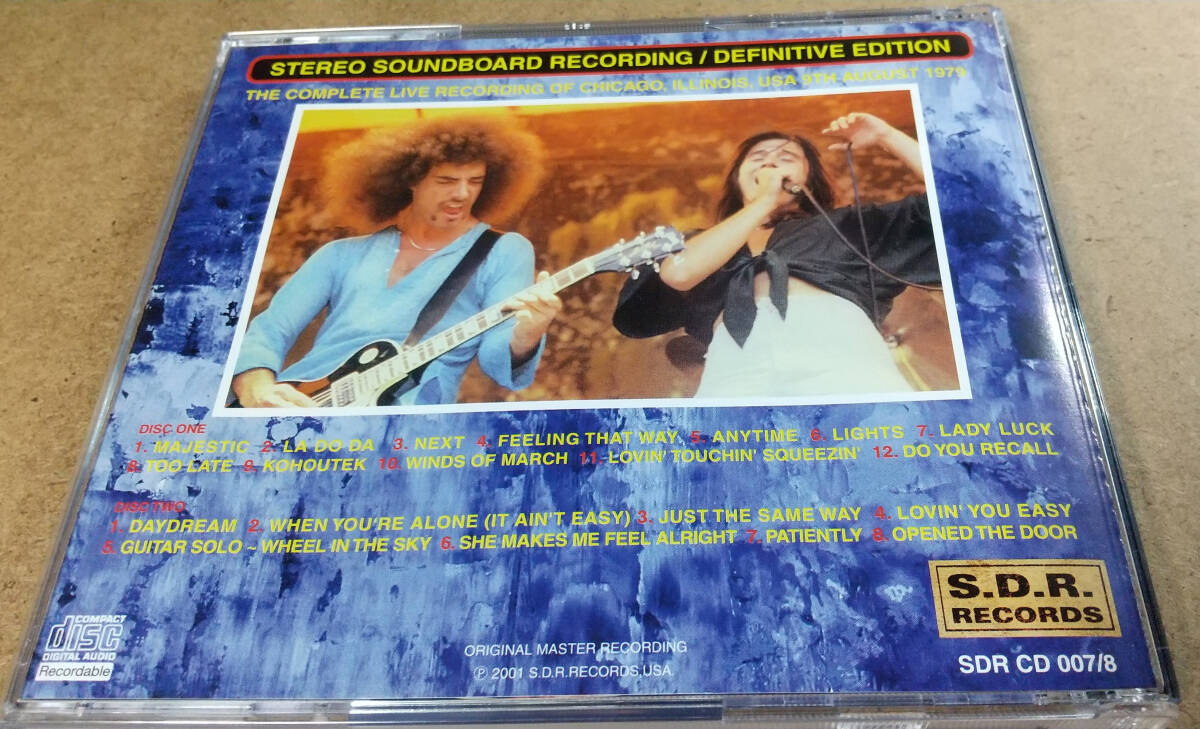 STEREO SOUNDBOARD RECORDING / DEFINITIVE EDITION
THE COMPLETE LIVE RECORDING OF CHICAGO, ILLINOIS, USA 9TH AUGUST 1979
DISC ONE
1. MAJESTIC 2. LA DO DA 3. NEXT 4. FEELING THAT WAY, 5. ANYTIME 6. LIGHTS 7. LADY LUCK
8. TOO LATE 9. KOHOUTEK 10. WINDS OF MARCH 11. LOVIN' TOUCHIN' SQUEEZIN' 12. DO YOU RECALL
DISC TWO
1. DAYDREAM 2. WHEN YOU'RE ALONE (IT AIN'T EASY) 3. JUST THE SAME WAY 4. LOVIN' YOU EASY
5. GUITAR SOLO ~ WHEEL IN THE SKY 6. SHE MAKES ME FEEL ALRIGHT 7. PATIENTLY 8. OPENED THE DOOR
S.D.R.
RECORDS
COMPACT
disc
DIGITAL AUDIO
Recordable
ORIGINAL MASTER RECORDING
℗ 2001 S.D.R.RECORDS,USA.
SDR CD 007/8